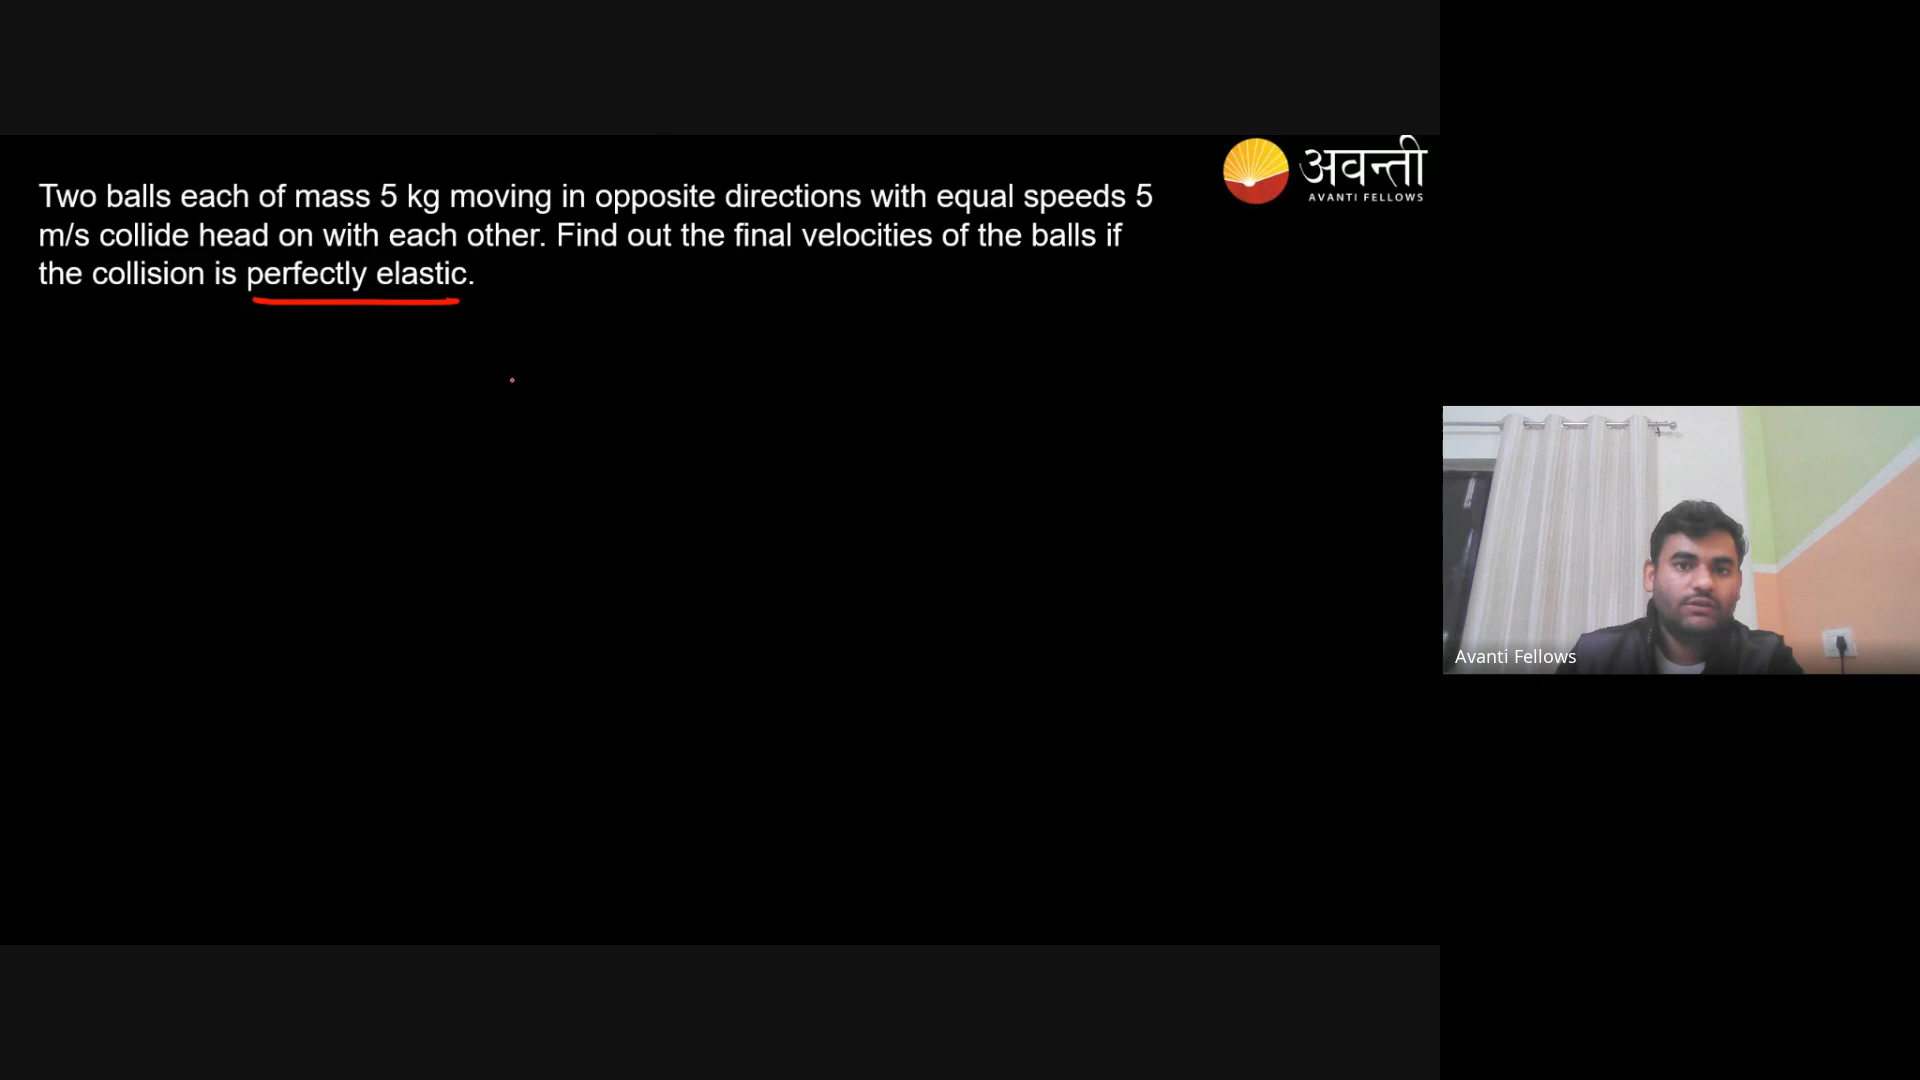 Two balls each of mass 5 kg moving in opposite directions with equal speeds 5
m/s collide head on with each other. Find out the final velocities of the balls if
the collision is perfectly elastic.
अवन्ती
AVANTI FELLOWS
Avanti Fellows